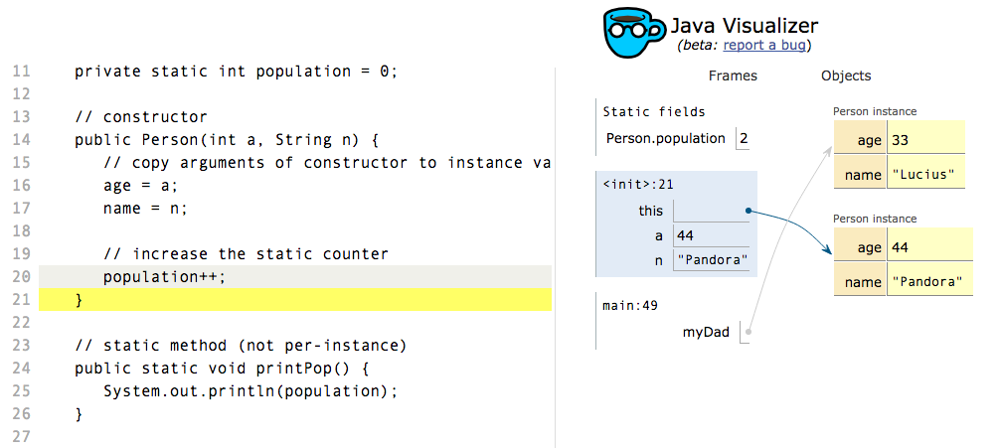 Java Visualizer
(beta: report a bug)
11 private static int population = 0;
12
13 // constructor
14 public Person(int a, String n) {
15 // copy arguments of constructor to instance va
16 age = a;
17 name = n;
18
19 // increase the static counter
20 population++;
21 }
22
23 // static method (not per-instance)
24 public static void printPop() {
25 System.out.println(population);
26 }
27
Frames
Objects
Static fields
Person.population 2
<init>:21
this
a 44
n "Pandora"
main:49
myDad
Person instance
age 33
name "Lucius"
Person instance
age 44
name "Pandora"